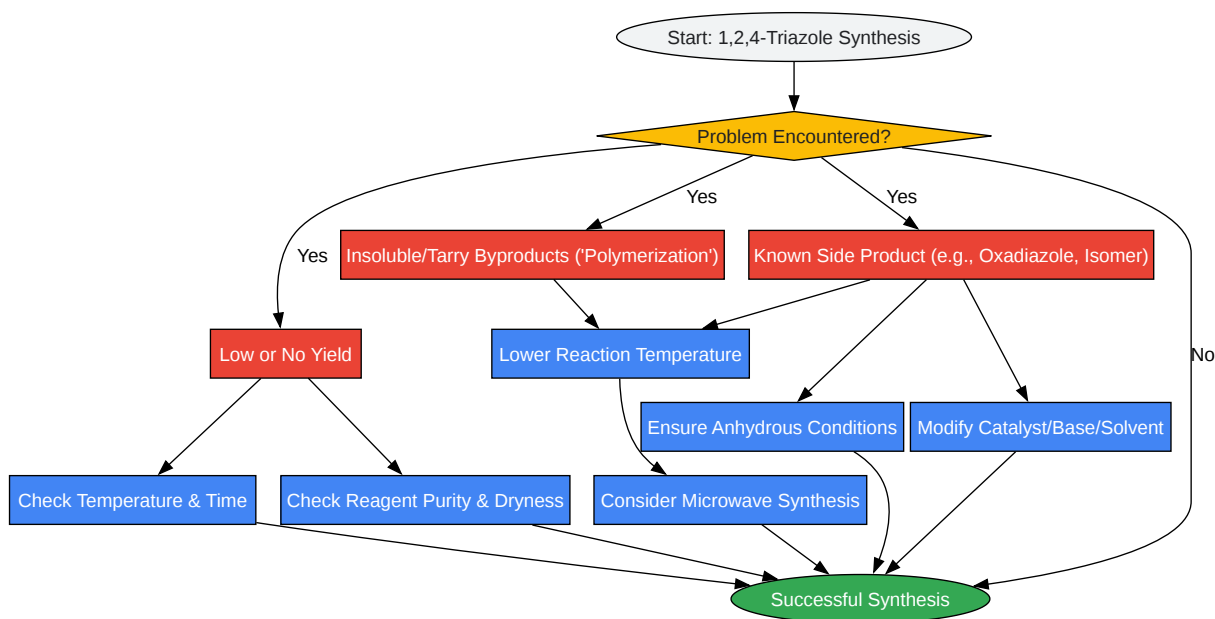 Start: 1,2,4-Triazole Synthesis
Problem Encountered?
Yes
Yes
Yes
Insoluble/Tarry Byproducts ('Polymerization')
Known Side Product (e.g., Oxadiazole, Isomer)
Low or No Yield
Lower Reaction Temperature
No
Ensure Anhydrous Conditions
Modify Catalyst/Base/Solvent
Check Temperature & Time
Check Reagent Purity & Dryness
Consider Microwave Synthesis
Successful Synthesis